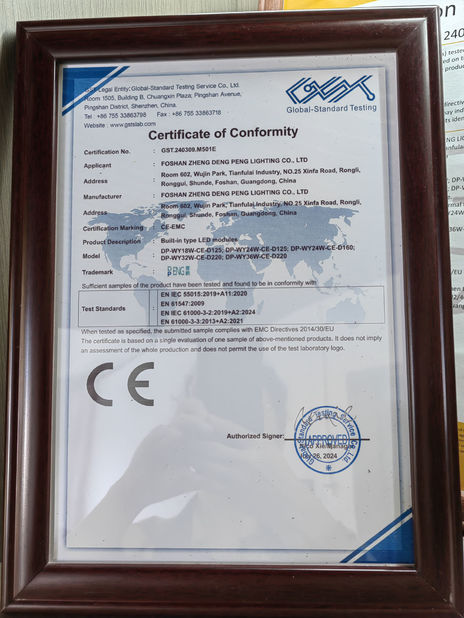 GST Legal Entity: Global-Standard Testing Service Co., Ltd.
Room 1505, Building B, Chuangxin Plaza, Pingshan Avenue,
Pingshan District, Shenzhen, China.
Tel : +86 755 33863798 Fax : +86 755 33863718
Website : www.gstslab.com
GST
Global-Standard Testing
Certificate of Conformity
Certification No. : GST.240309.M501E
Applicant : FOSHAN ZHENG DENG PENG LIGHTING CO., LTD
Address : Room 602, Wujin Park, Tianfulai Industry, NO.25 Xinfa Road, Rongli,
Ronggui, Shunde, Foshan, Guangdong, China
Manufacturer : FOSHAN ZHENG DENG PENG LIGHTING CO., LTD
Address : Room 602, Wujin Park, Tianfulai Industry, NO.25 Xinfa Road, Rongli,
Ronggui, Shunde, Foshan, Guangdong, China
Certification Marking : CE-EMC
Product Description : Built-in type LED modules
Model : DP-WY18W-CE-D125; DP-WY24W-CE-D125; DP-WY24W-CE-D160;
DP-WY32W-CE-D220; DP-WY36W-CE-D220
Trademark :
Sufficient samples of the product have been tested and found to be in conformity with
Test Standards : EN IEC 55015:2019+A11:2020
EN 61547:2009
EN IEC 61000-3-2:2019+A2:2024
EN 61000-3-3:2013+A2:2021
When tested as specified, the submitted sample complies with EMC Directives 2014/30/EU
The certificate is based on a single evaluation of one sample of above-mentioned products. It does not imply
an assessment of the whole production and does not permit the use of the test laboratory logo.
CE
Authorized Signer:
Global-Standard Testing Service Co., Ltd
APPROVED
Manager
July 26, 2024